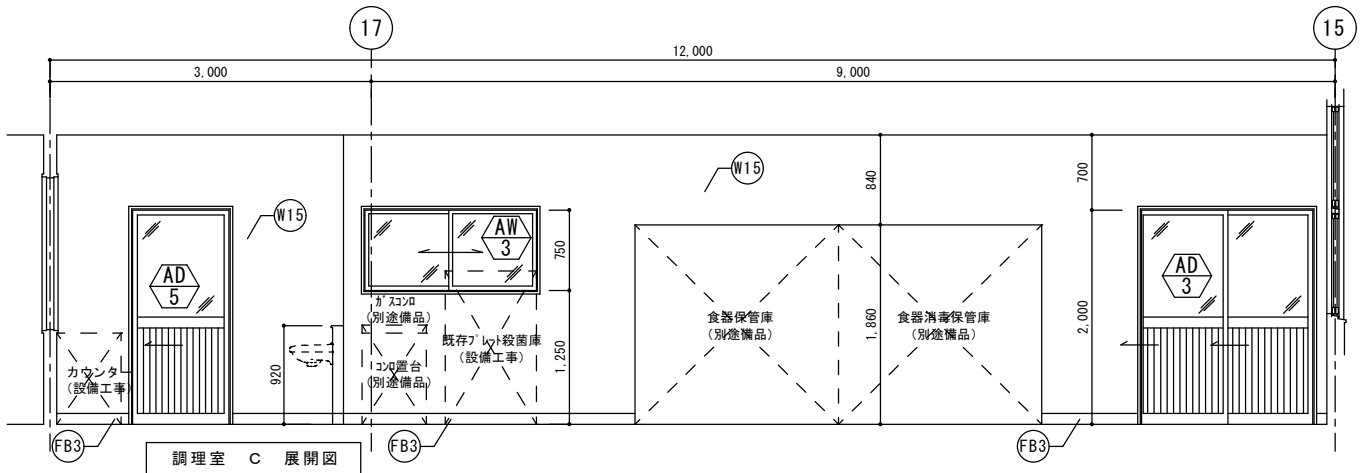 17
15
12,000
3,000
9,000
W15
W15
840
700
AW
3
AD
5
AD
3
750
ガスコンロ
(別途備品)
食器保管庫
(別途備品)
食器消毒保管庫
(別途備品)
1,860
2,000
既存プレート殺菌庫
(設備工事)
1,250
カウンター
(設備工事)
920
コンロ置台
(別途備品)
FB3
FB3
FB3
調理室 C 展開図